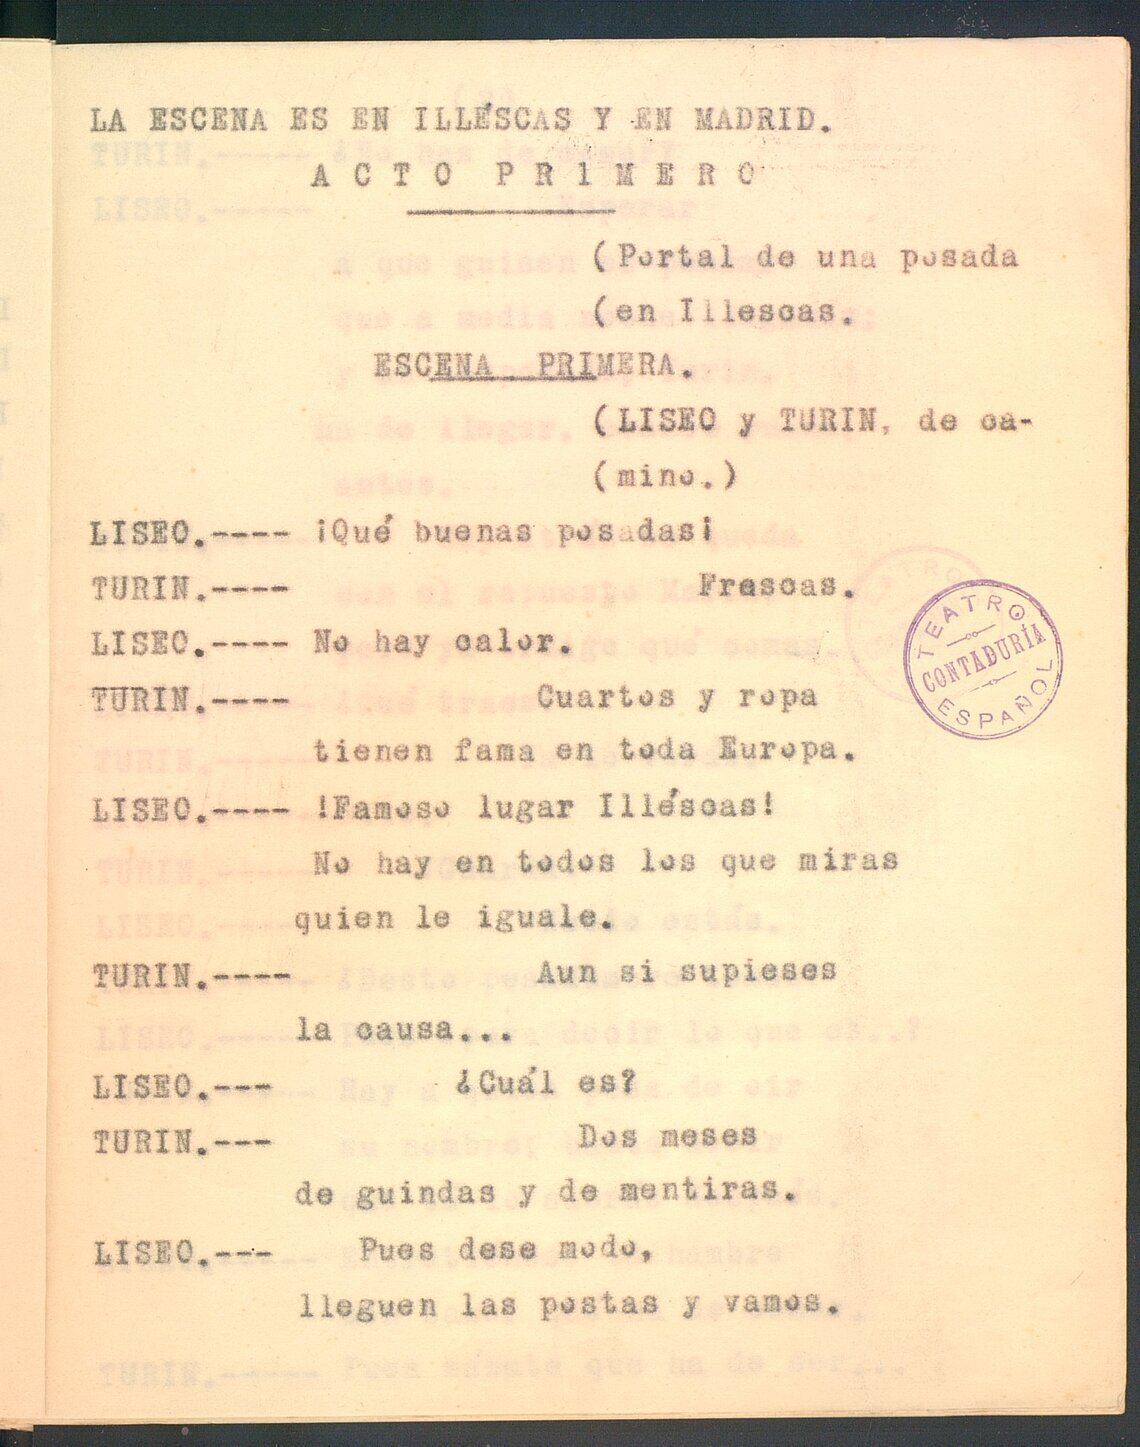 LA ESCENA ES EN ILLÉSCAS Y EN MADRID.
ACTO PR1MERO
(Portal de una posada
(en Illescas.
ESCENA PRIMERA.
(LISEO y TURIN, de ca-
(mino.)
LISEO.---- ¡Qué buenas posadas¡
TURIN.---- Frescas.
LISEO.---- No hay calor.
TURIN.---- Cuartos y ropa
tienen fama en toda Europa.
LISEO.---- !Famoso lugar Illéscas!
No hay en todos los que miras
quien le iguale.
TURIN.---- Aun si supieses
la causa...
LISEO.--- ¿Cuál es?
TURIN.--- Dos meses
de guindas y de mentiras.
LISEO.--- Pues dese modo,
lleguen las postas y vamos.
TEATRO
CONTADURÍA
ESPAÑOL